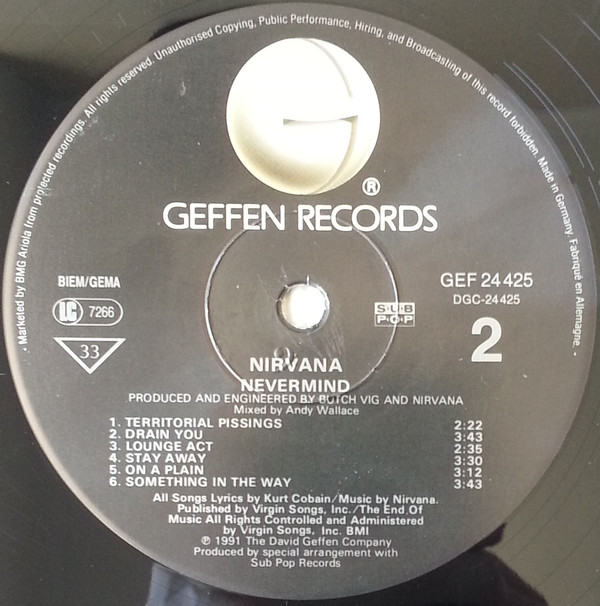 Marketed by BMG Ariola from projected recordings. All rights reserved. Unauthorised Copying, Public Performance, Hiring, and Broadcasting of this record forbidden. Made in Germany. Fabriqué en Allemagne.
®
GEFFEN RECORDS
BIEM/GEMA
LC 7266
33
SUB
POP
GEF 24 425
DGC-24 425
2
NIRVANA
NEVERMIND
PRODUCED AND ENGINEERED BY BUTCH VIG AND NIRVANA
Mixed by Andy Wallace
1. TERRITORIAL PISSINGS 2:22
2. DRAIN YOU 3:43
3. LOUNGE ACT 2:35
4. STAY AWAY 3:30
5. ON A PLAIN 3:12
6. SOMETHING IN THE WAY 3:43
All Songs Lyrics by Kurt Cobain/Music by Nirvana.
Published by Virgin Songs, Inc./The End Of
Music All Rights Controlled and Administered
by Virgin Songs, Inc. BMI
℗ 1991 The David Geffen Company
Produced by special arrangement with
Sub Pop Records